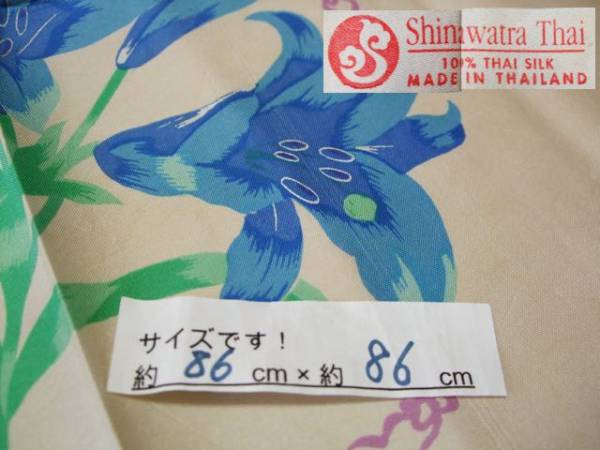 Shinawatra Thai
100% THAI SILK
MADE IN THAILAND
サイズです!
約 86 cm × 約 86 cm